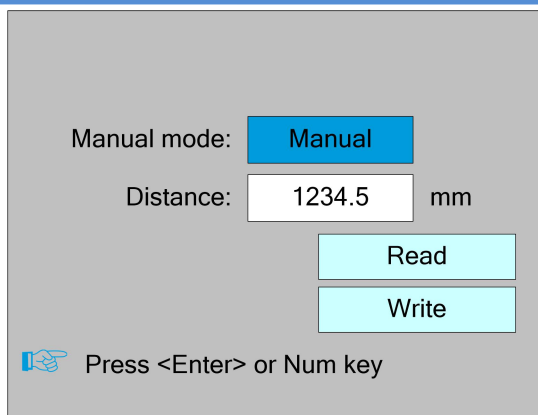 Manual mode: Manual
Distance: 1234.5 mm
Read
Write
Press <Enter> or Num key